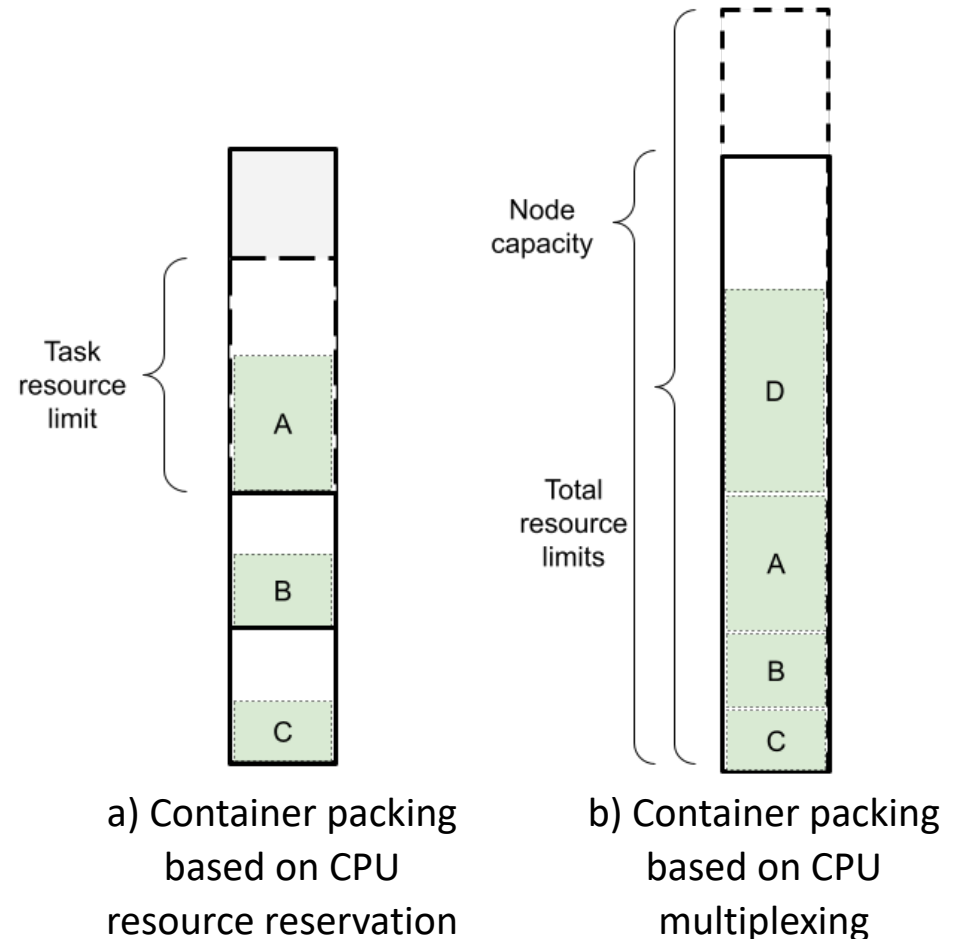 Task
resource
limit
A
B
C
a) Container packing
based on CPU
resource reservation
Node
capacity
Total
resource
limits
D
A
B
C
b) Container packing
based on CPU
multiplexing